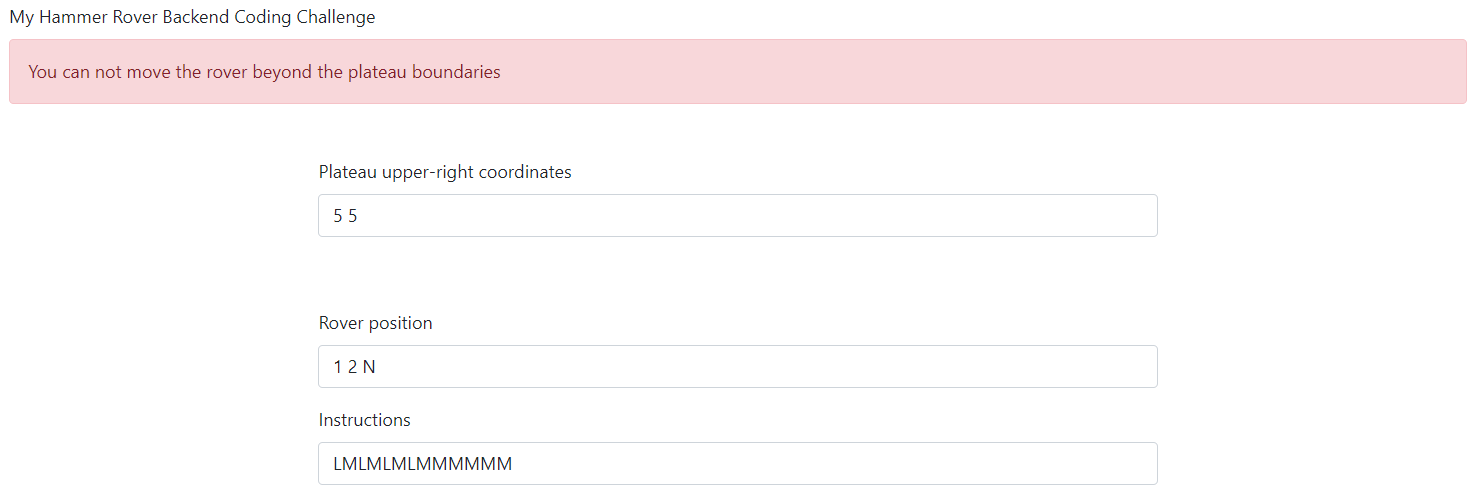 My Hammer Rover Backend Coding Challenge
You can not move the rover beyond the plateau boundaries
Plateau upper-right coordinates
5 5
Rover position
1 2 N
Instructions
LMLMLMLMMMMMM